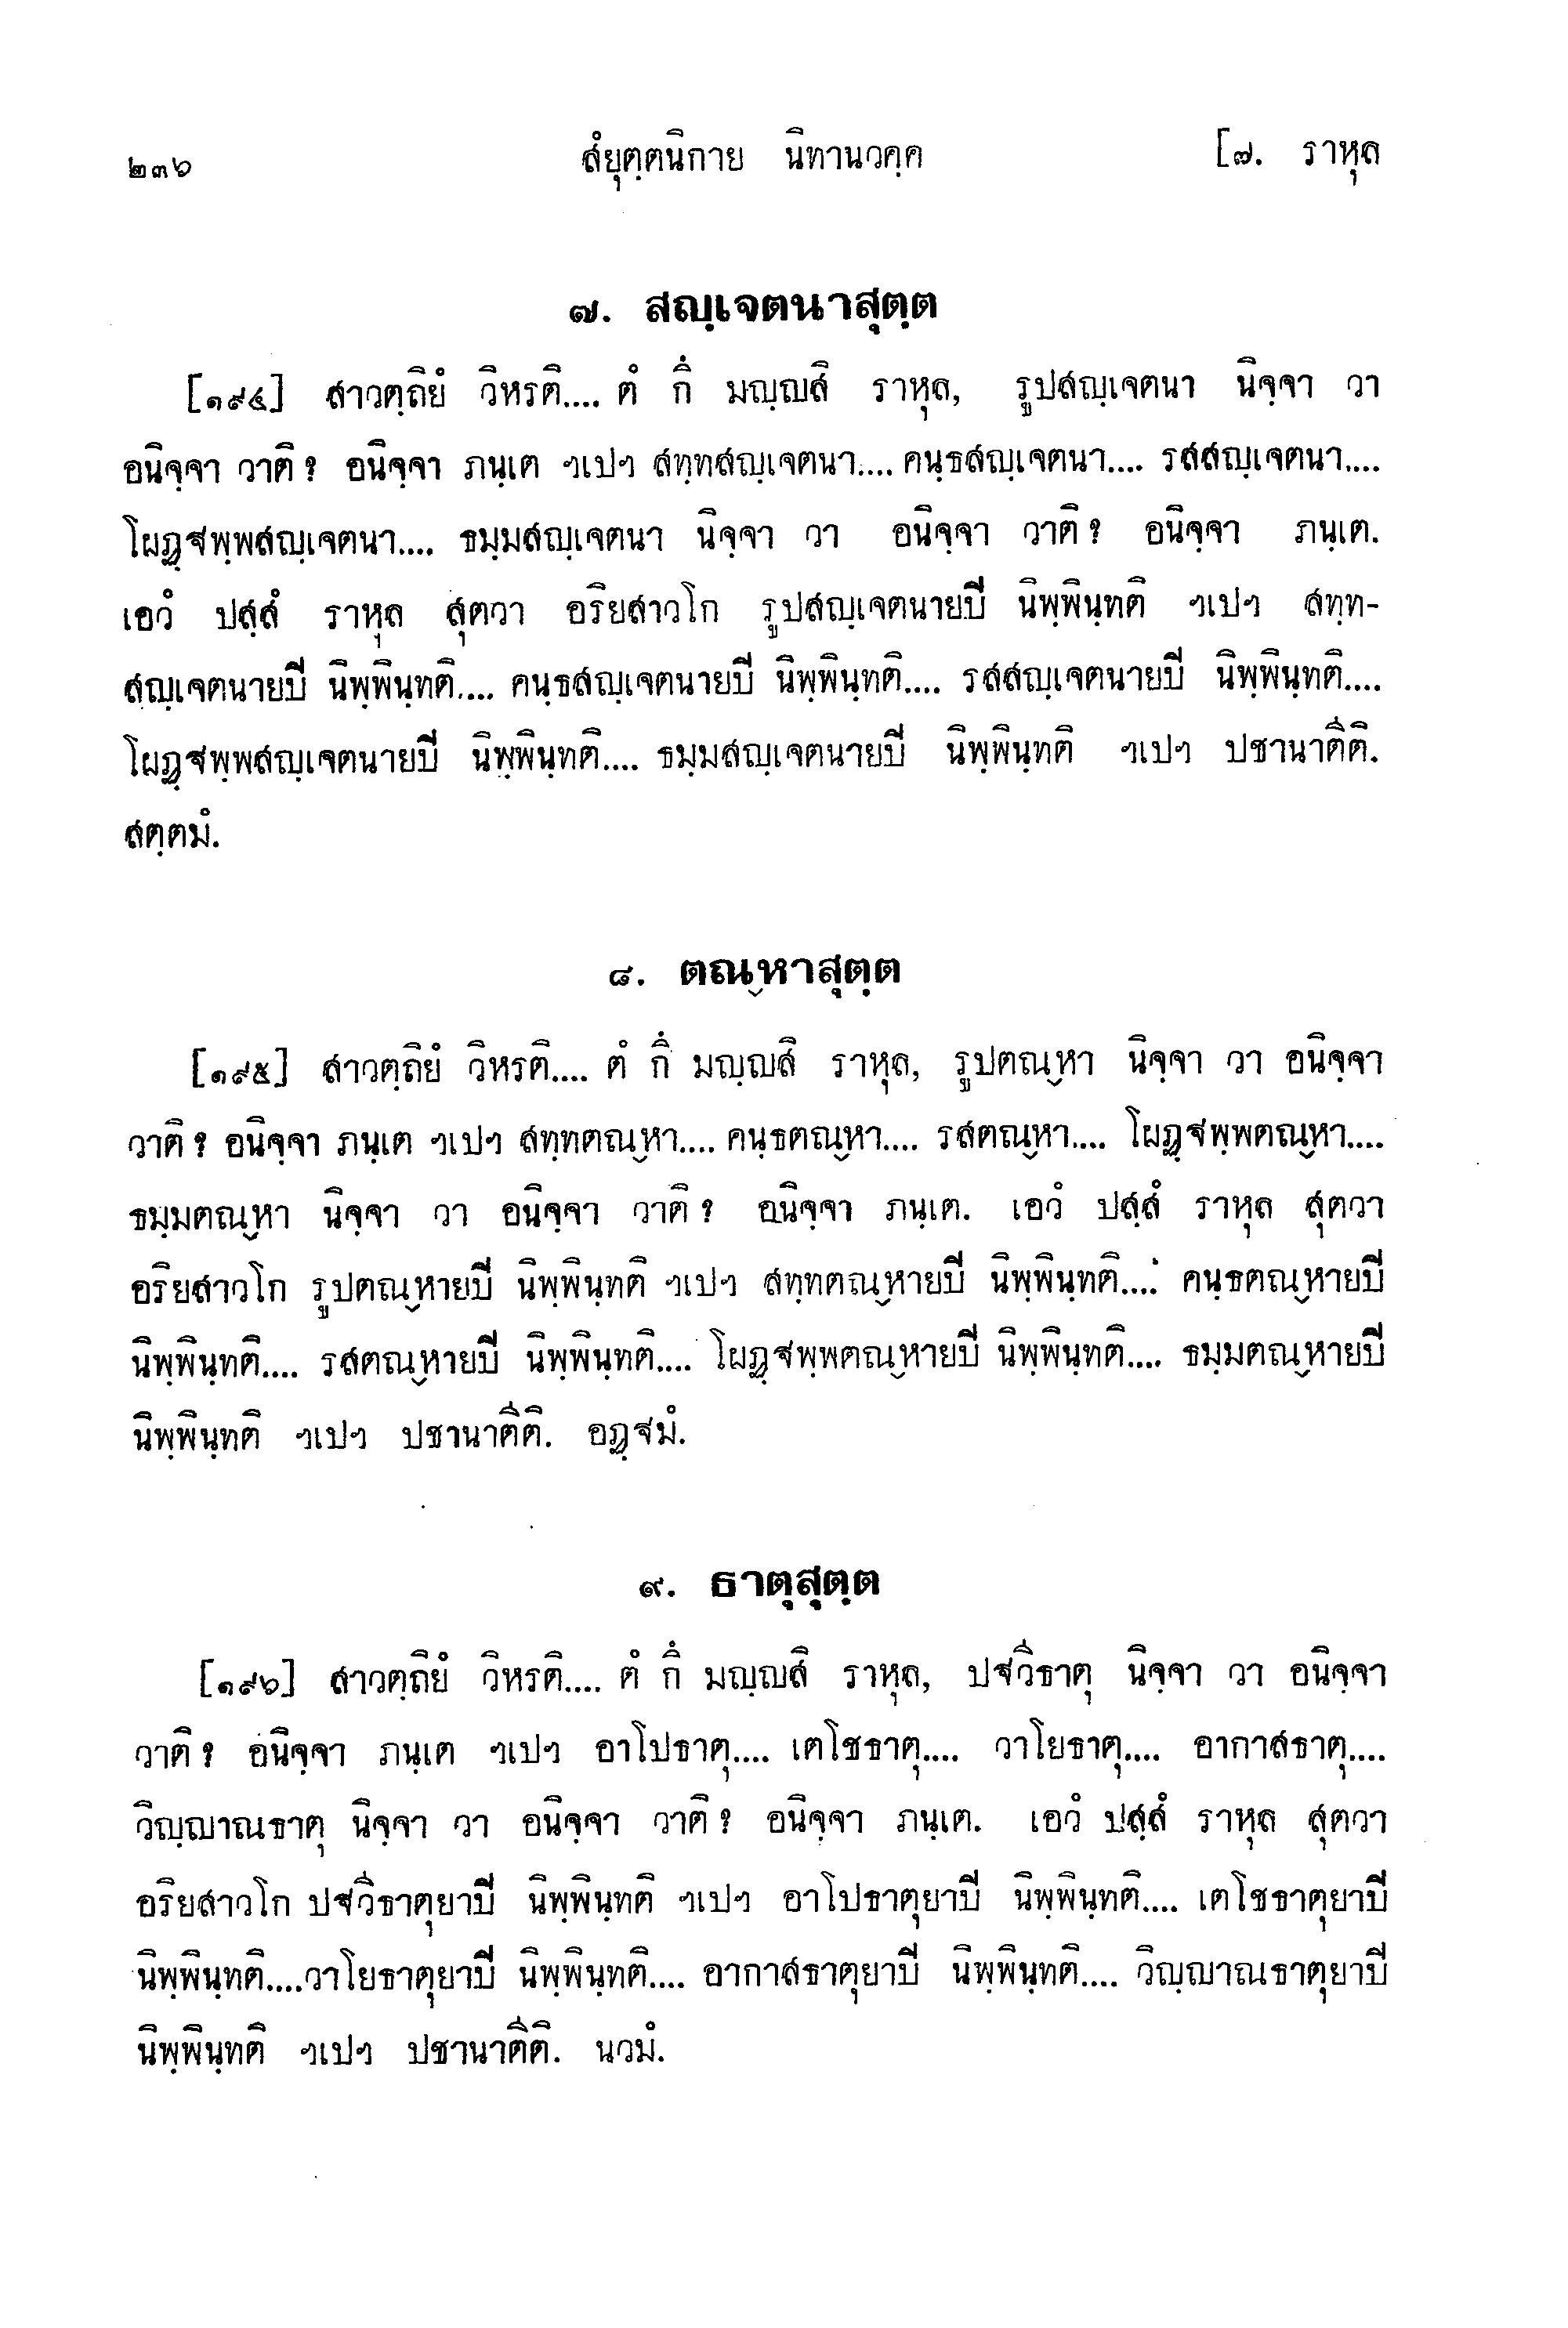 ๒๓๖ สํยุตฺตนิกาย นิทานวคฺค [๗. ราหุล
๗. สญฺเจตนาสุตฺต
[๑๙๔] สาวตฺถิยํ วิหรติ.... ตํ กึ มญฺญสิ ราหุล, รูปสญฺเจตนา นิจฺจา วา
อนิจฺจา วาติ? อนิจฺจา ภนฺเต ฯเปฯ สทฺทสญฺเจตนา.... คนฺธสญฺเจตนา.... รสสญฺเจตนา....
โผฏฺฐพฺพสญฺเจตนา.... ธมฺมสญฺเจตนา นิจฺจา วา อนิจฺจา วาติ? อนิจฺจา ภนฺเต.
เอวํ ปสฺสํ ราหุล สุตวา อริยสาวโก รูปสญฺเจตนายปิ นิพฺพินฺทติ ฯเปฯ สทฺท-
สญฺเจตนายปิ นิพฺพินฺทติ.... คนฺธสญฺเจตนายปิ นิพฺพินฺทติ.... รสสญฺเจตนายปิ นิพฺพินฺทติ....
โผฏฺฐพฺพสญฺเจตนายปิ นิพฺพินฺทติ.... ธมฺมสญฺเจตนายปิ นิพฺพินฺทติ ฯเปฯ ปชานาตีติ.
สตฺตมํ.
๘. ตณฺหาสุตฺต
[๑๙๕] สาวตฺถิยํ วิหรติ.... ตํ กึ มญฺญสิ ราหุล, รูปตณฺหา นิจฺจา วา อนิจฺจา
วาติ? อนิจฺจา ภนฺเต ฯเปฯ สทฺทตณฺหา.... คนฺธตณฺหา.... รสตณฺหา.... โผฏฺฐพฺพตณฺหา....
ธมฺมตณฺหา นิจฺจา วา อนิจฺจา วาติ? อนิจฺจา ภนฺเต. เอวํ ปสฺสํ ราหุล สุตวา
อริยสาวโก รูปตณฺหายปิ นิพฺพินฺทติ ฯเปฯ สทฺทตณฺหายปิ นิพฺพินฺทติ.... คนฺธตณฺหายปิ
นิพฺพินฺทติ.... รสตณฺหายปิ นิพฺพินฺทติ.... โผฏฺฐพฺพตณฺหายปิ นิพฺพินฺทติ.... ธมฺมตณฺหายปิ
นิพฺพินฺทติ ฯเปฯ ปชานาตีติ. อฏฺฐมํ.
๙. ธาตุสุตฺต
[๑๙๖] สาวตฺถิยํ วิหรติ.... ตํ กึ มญฺญสิ ราหุล, ปฐวีธาตุ นิจฺจา วา อนิจฺจา
วาติ? อนิจฺจา ภนฺเต ฯเปฯ อาโปธาตุ.... เตโชธาตุ.... วาโยธาตุ.... อากาสธาตุ....
วิญฺญาณธาตุ นิจฺจา วา อนิจฺจา วาติ? อนิจฺจา ภนฺเต. เอวํ ปสฺสํ ราหุล สุตวา
อริยสาวโก ปฐวีธาตุยาปิ นิพฺพินฺทติ ฯเปฯ อาโปธาตุยาปิ นิพฺพินฺทติ.... เตโชธาตุยาปิ
นิพฺพินฺทติ....วาโยธาตุยาปิ นิพฺพินฺทติ.... อากาสธาตุยาปิ นิพฺพินฺทติ.... วิญฺญาณธาตุยาปิ
นิพฺพินฺทติ ฯเปฯ ปชานาตีติ. นวมํ.